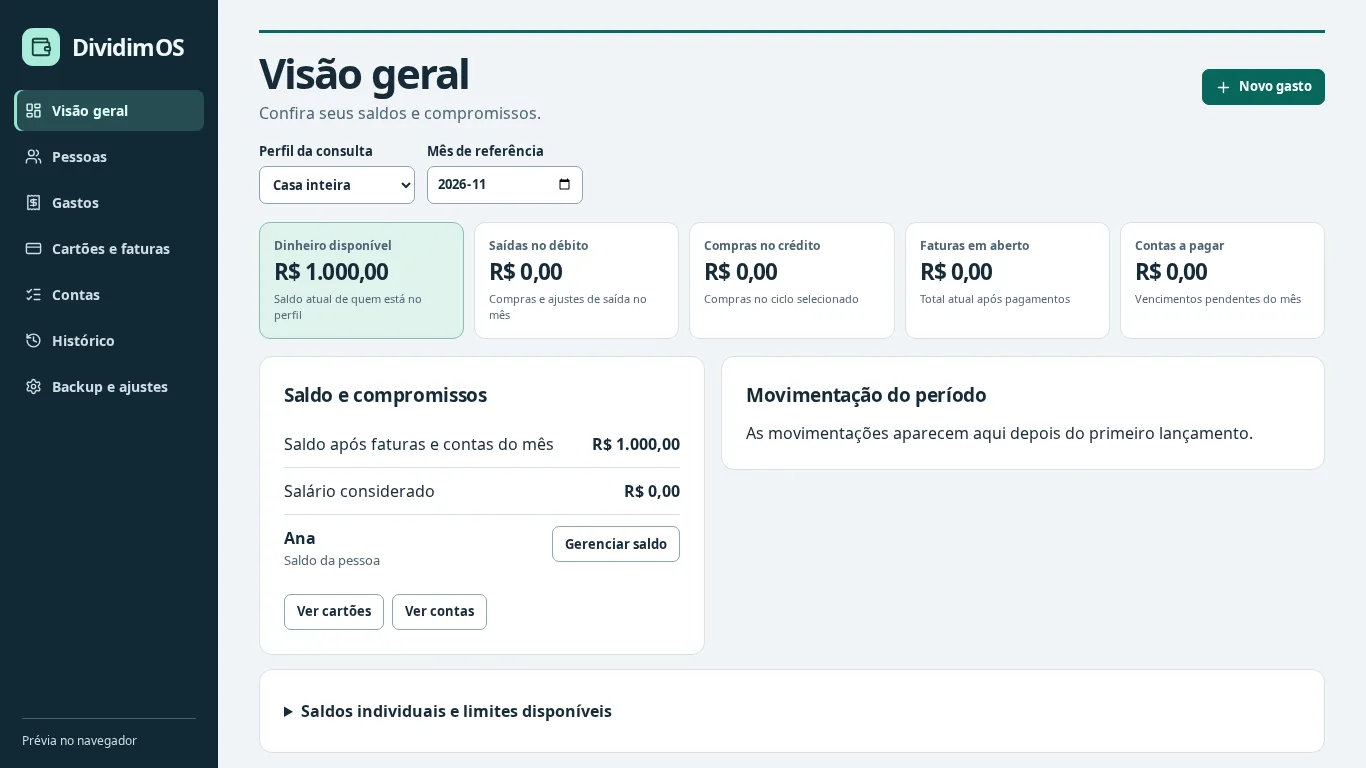 DividimOS
Visão geral
Pessoas
Gastos
Cartões e faturas
Contas
Histórico
Backup e ajustes
Prévia no navegador
Visão geral
Confira seus saldos e compromissos.
Novo gasto
Perfil da consulta
Casa inteira
Mês de referência
2026-11
Dinheiro disponível
R$ 1.000,00
Saldo atual de quem está no
perfil
Saídas no débito
R$ 0,00
Compras e ajustes de saída no
mês
Compras no crédito
R$ 0,00
Compras no ciclo selecionado
Faturas em aberto
R$ 0,00
Total atual após pagamentos
Contas a pagar
R$ 0,00
Vencimentos pendentes do mês
Saldo e compromissos
Saldo após faturas e contas do mês R$ 1.000,00
Salário considerado R$ 0,00
Ana
Saldo da pessoa
Gerenciar saldo
Ver cartões Ver contas
Movimentação do período
As movimentações aparecem aqui depois do primeiro lançamento.
Saldos individuais e limites disponíveis